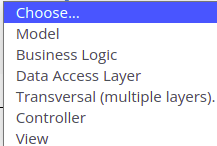 Choose...
Model
Business Logic
Data Access Layer
Transversal (multiple layers).
Controller
View